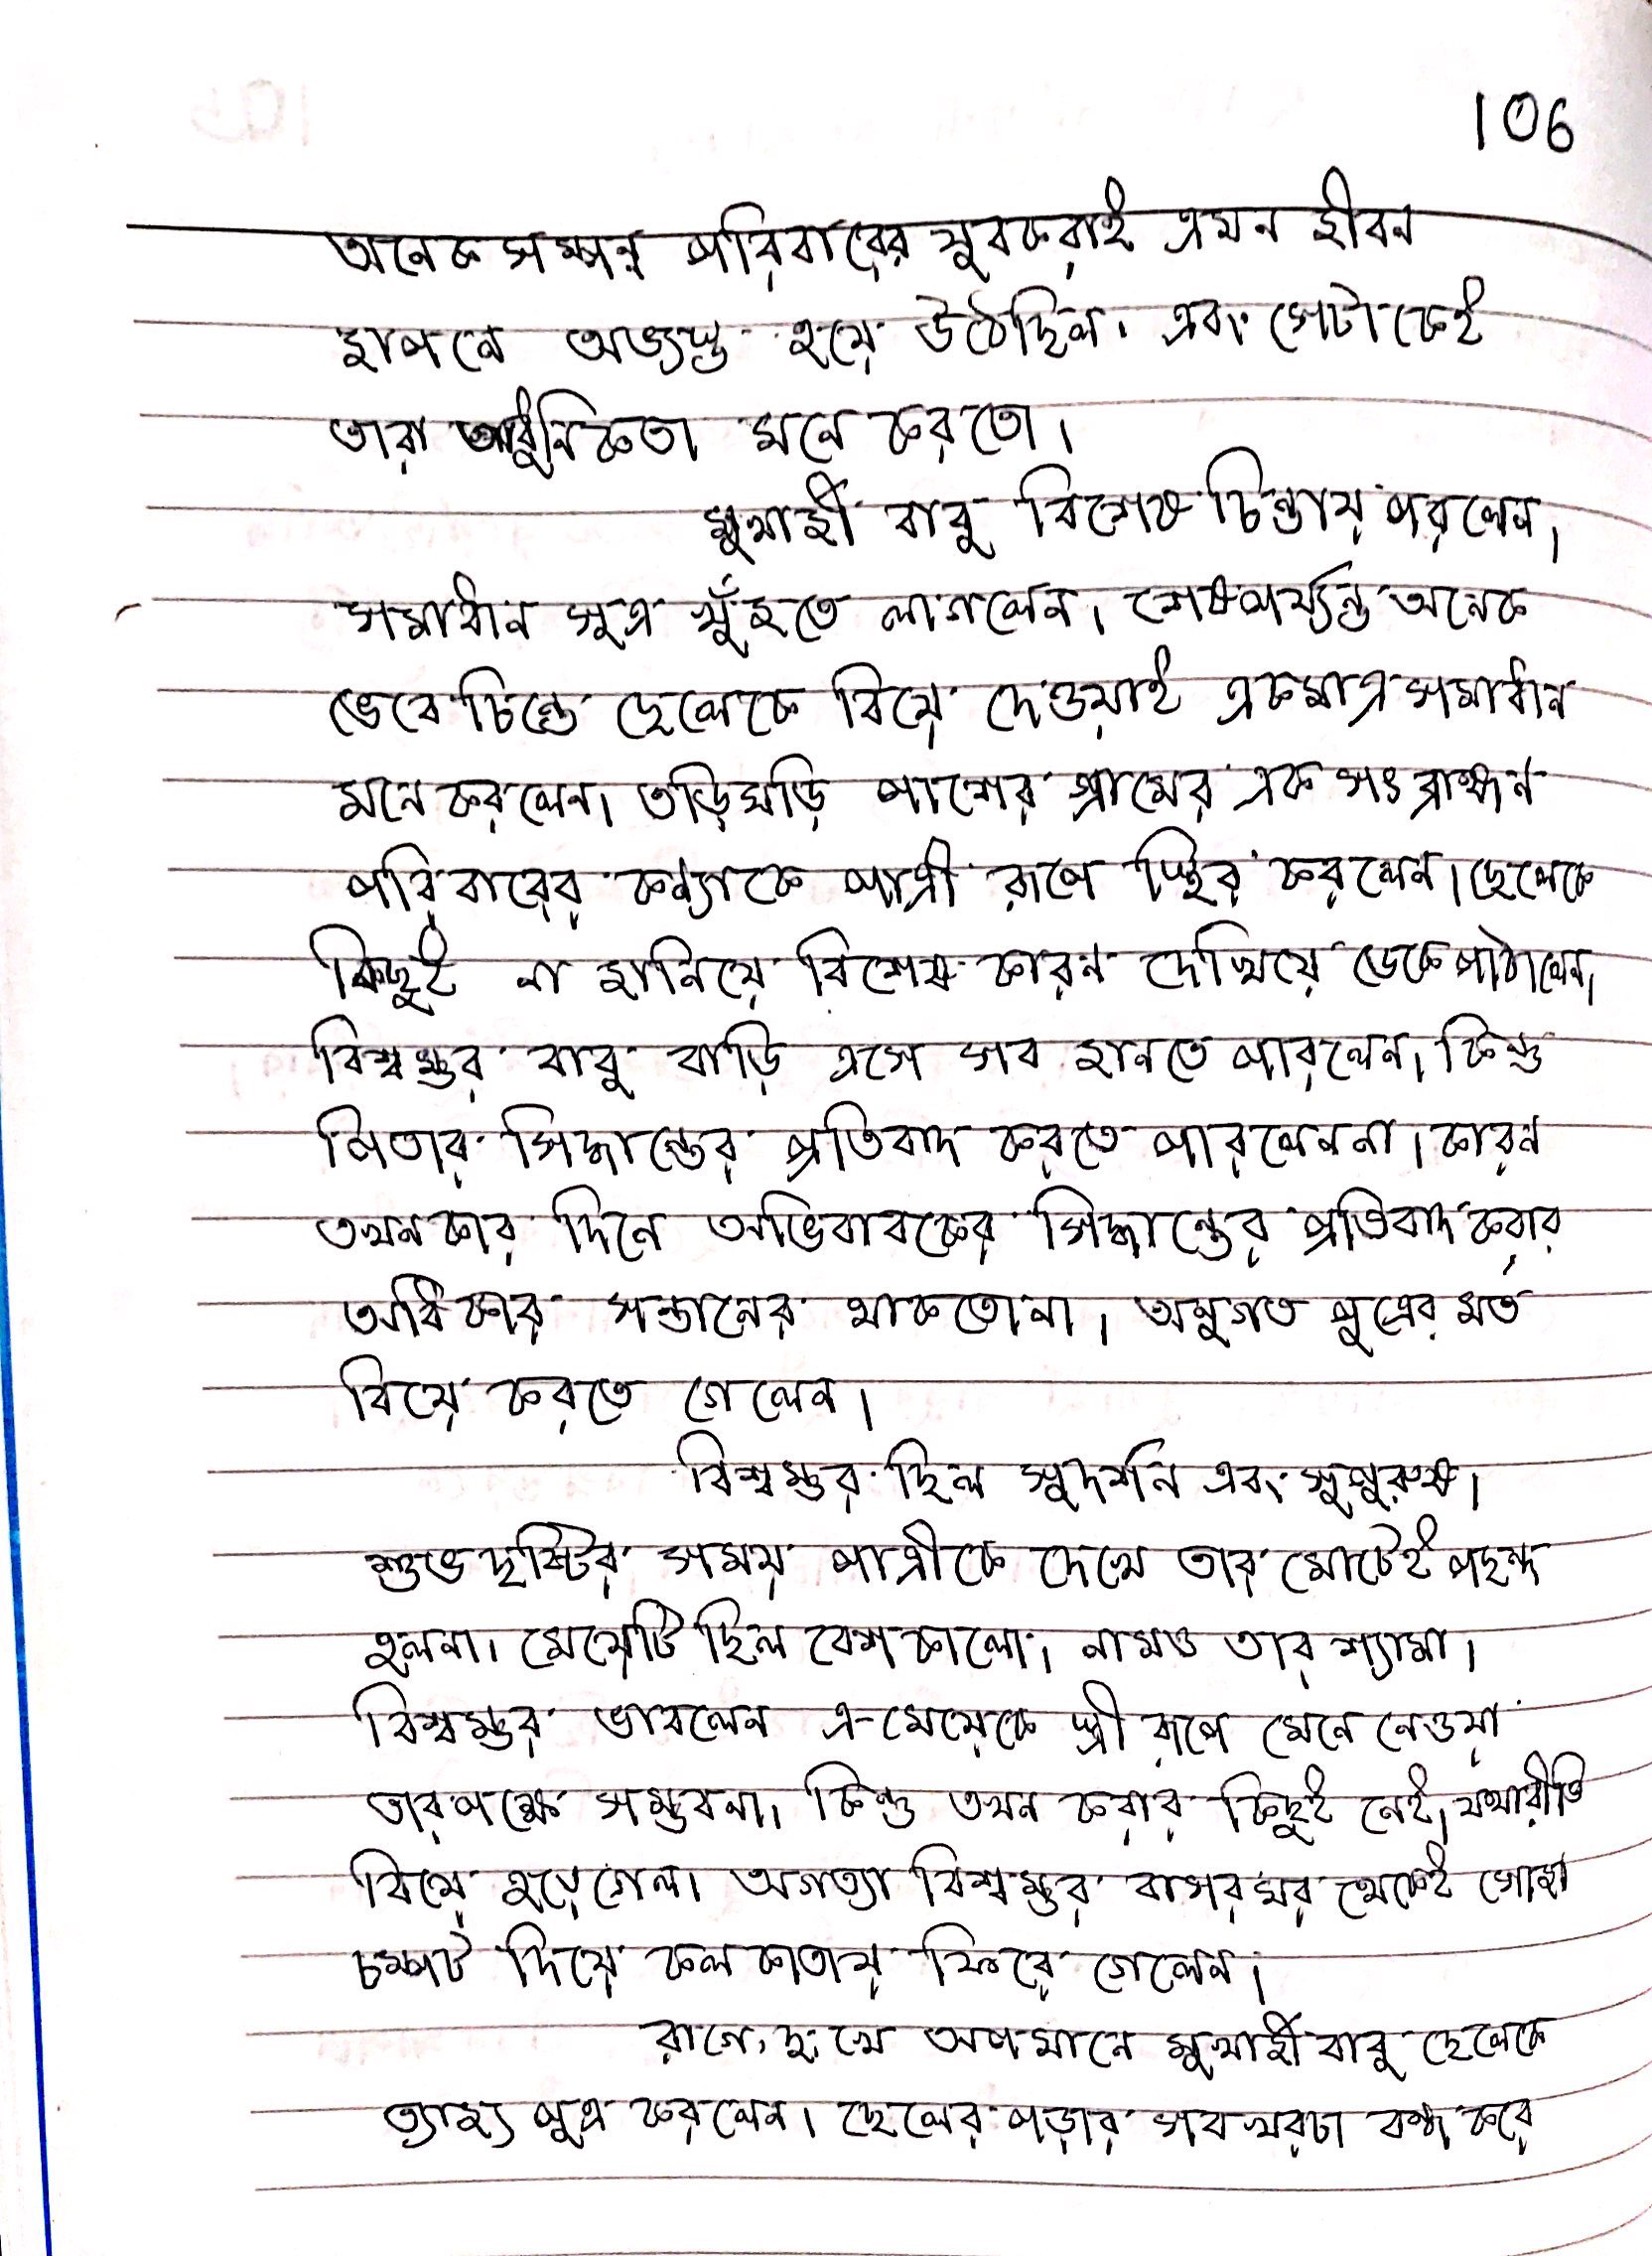 106
অনেক সম্পন্ন পরিবারের যুবকরাই এমন জীবন
যাপনে অভ্যস্ত হয়ে উঠেছিল। এবং সেটাকেই
তারা আধুনিকতা মনে করতো।
মুখার্জী বাবু বিশেষ চিন্তায় পরলেন।
সমাধান সুত্র খুঁজতে লাগলেন। শেষপর্য্যন্ত অনেক
ভেবে চিন্তে ছেলেকে বিয়ে দেওয়াই একমাত্র সমাধান
মনে করলেন। তড়িঘড়ি পাশের গ্রামের এক সৎ ব্রাহ্মন
পরিবারের কন্যাকে পাত্রী রূপে স্থির করলেন। ছেলেকে
কিছুই না জানিয়ে বিশেষ কারন দেখিয়ে ডেকে পাঠালেন।
বিশ্বম্ভর বাবু বাড়ি এসে সব জানতে পারলেন। কিন্তু
পিতার সিদ্ধান্তের প্রতিবাদ করতে পারলেননা। কারন
তখনকার দিনে অভিবাবকের সিদ্ধান্তের প্রতিবাদ করার
অধিকার সন্তানের থাকতোনা। অনুগত পুত্রের মত
বিয়ে করতে গেলেন।
বিশ্বম্ভর ছিল সুদর্শন এবং সুপুরুষ।
শুভদৃষ্টির সময় পাত্রীকে দেখে তার মোটেই পছন্দ
হলনা। মেয়েটি ছিল বেশ কালো। নামও তার শ্যামা।
বিশ্বম্ভর ভাবলেন এ-মেয়েকে স্ত্রী রূপে মেনে নেওয়া
তারপক্ষে সম্ভবনা। কিন্তু তখন করার কিছুই নেই। যথারীতি
বিয়ে হয়েগেল। অগত্যা বিশ্বম্ভর বাসরঘর থেকেই সোজা
চম্পট দিয়ে কলকাতায় ফিরে গেলেন।
রাগে, দুঃখে অপমানে মুখার্জী বাবু ছেলেকে
ত্যাজ্য পুত্র করলেন। ছেলের পড়ার সব খরচা বন্ধ করে